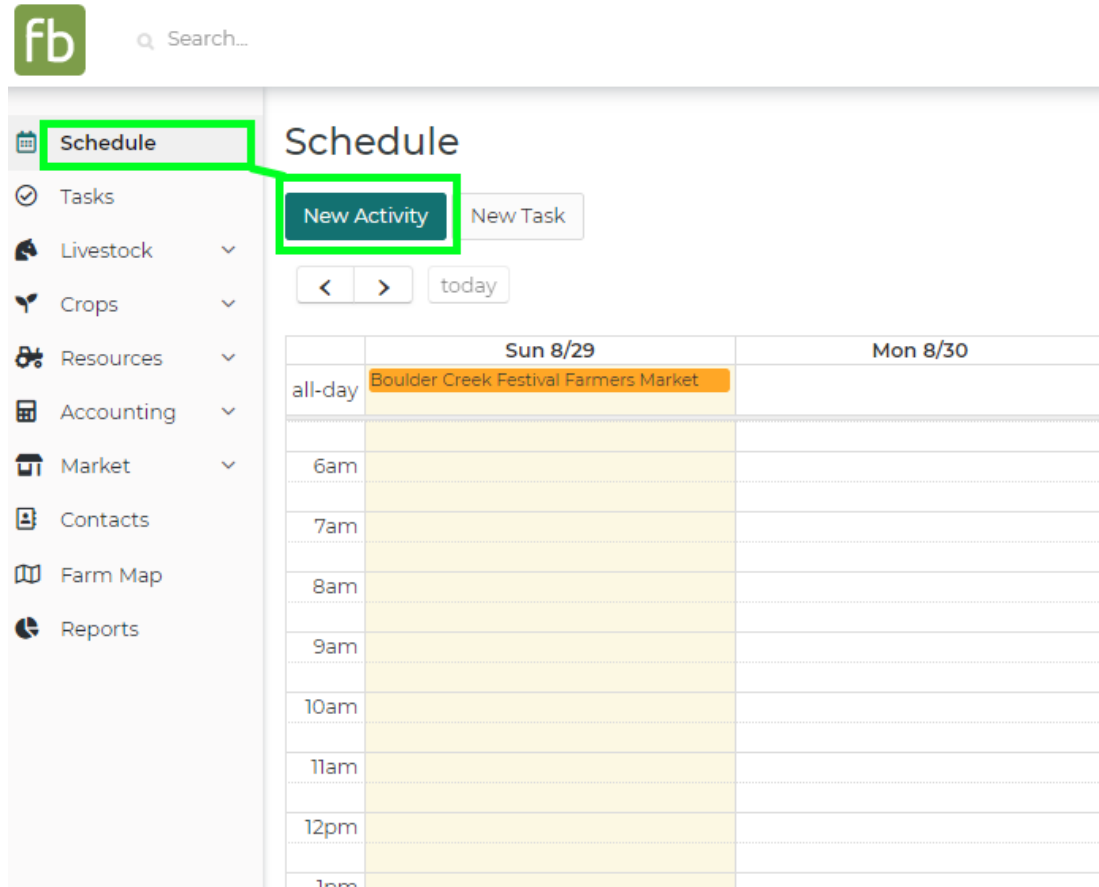 fb
Search...
Schedule
Tasks
Livestock
Crops
Resources
Accounting
Market
Contacts
Farm Map
Reports
Schedule
New Activity New Task
< > today
Sun 8/29 Mon 8/30
all-day Boulder Creek Festival Farmers Market
6am
7am
8am
9am
10am
11am
12pm
1pm